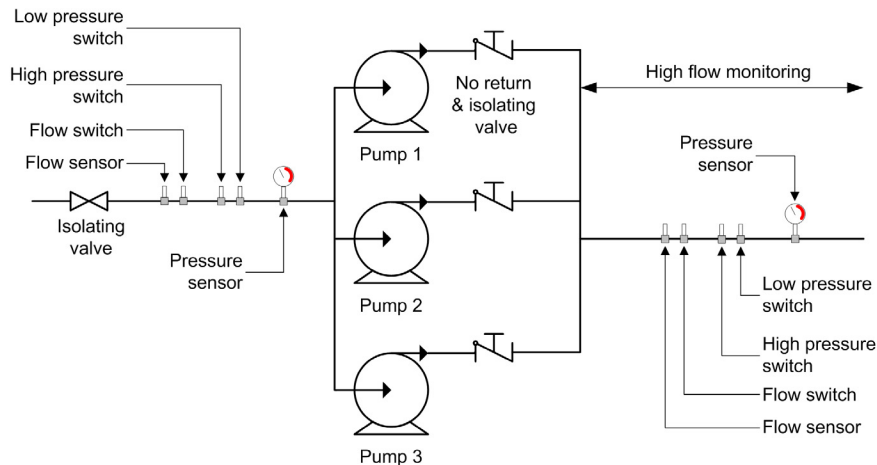 Low pressure
switch
High pressure
switch
Flow switch
Flow sensor
Isolating
valve
Pressure
sensor
Pump 1
No return
& isolating
valve
Pump 2
Pump 3
High flow monitoring
Pressure
sensor
Low pressure
switch
High pressure
switch
Flow switch
Flow sensor